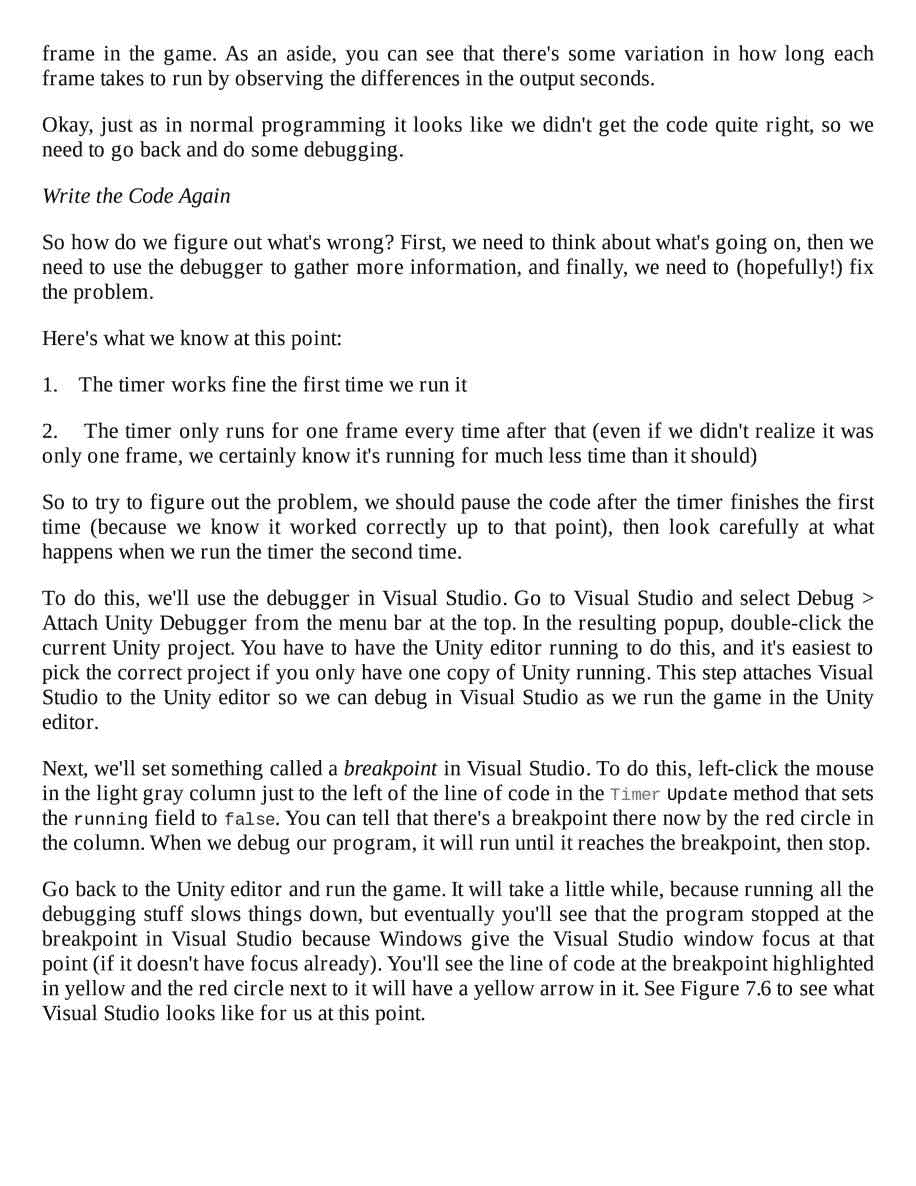 frame in the game. As an aside, you can see that there's some variation in how long each
frame takes to run by observing the differences in the output seconds.
Okay, just as in normal programming it looks like we didn't get the code quite right, so we
need to go back and do some debugging.
Write the Code Again
So how do we figure out what's wrong? First, we need to think about what's going on, then we
need to use the debugger to gather more information, and finally, we need to (hopefully!) fix
the problem.
Here's what we know at this point:
1. The timer works fine the first time we run it
2. The timer only runs for one frame every time after that (even if we didn't realize it was
only one frame, we certainly know it's running for much less time than it should)
So to try to figure out the problem, we should pause the code after the timer finishes the first
time (because we know it worked correctly up to that point), then look carefully at what
happens when we run the timer the second time.
To do this, we'll use the debugger in Visual Studio. Go to Visual Studio and select Debug >
Attach Unity Debugger from the menu bar at the top. In the resulting popup, double-click the
current Unity project. You have to have the Unity editor running to do this, and it's easiest to
pick the correct project if you only have one copy of Unity running. This step attaches Visual
Studio to the Unity editor so we can debug in Visual Studio as we run the game in the Unity
editor.
Next, we'll set something called a breakpoint in Visual Studio. To do this, left-click the mouse
in the light gray column just to the left of the line of code in the Timer Update method that sets
the running field to false. You can tell that there's a breakpoint there now by the red circle in
the column. When we debug our program, it will run until it reaches the breakpoint, then stop.
Go back to the Unity editor and run the game. It will take a little while, because running all the
debugging stuff slows things down, but eventually you'll see that the program stopped at the
breakpoint in Visual Studio because Windows give the Visual Studio window focus at that
point (if it doesn't have focus already). You'll see the line of code at the breakpoint highlighted
in yellow and the red circle next to it will have a yellow arrow in it. See Figure 7.6 to see what
Visual Studio looks like for us at this point.